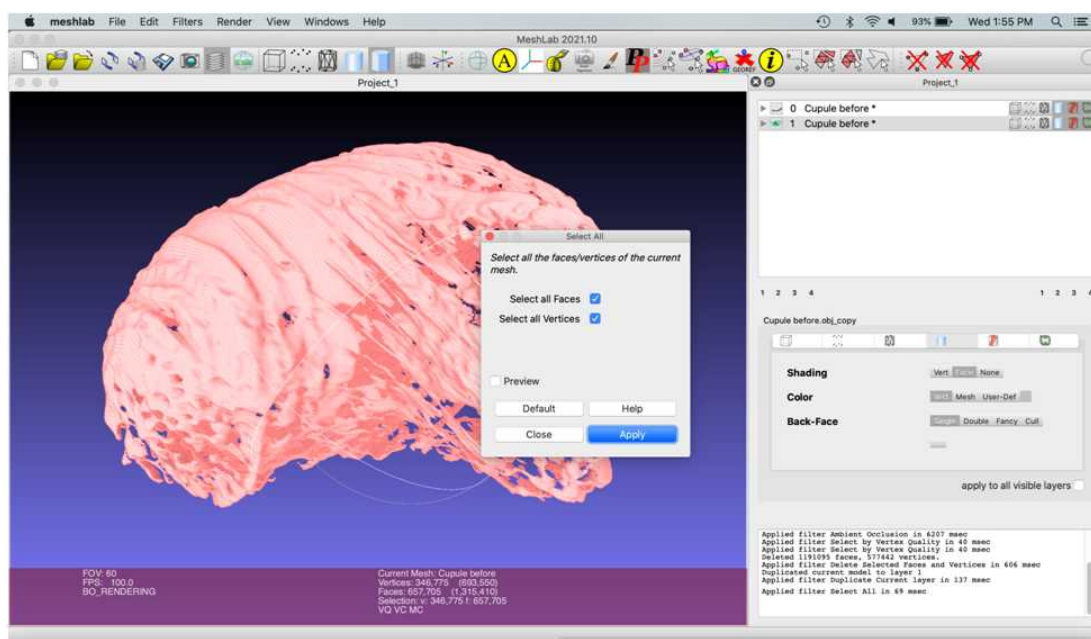 meshlab File Edit Filters Render View Windows Help 93% Wed 1:55 PM
MeshLab 2021.10
A PP GEOREF i
Project_1
Project_1
0 Cupule before *
1 Cupule before *
Select All
Select all the faces/vertices of the current
mesh.
Select all Faces
Select all Vertices
Preview
Default Help
Close Apply
1 2 3 4 1 2 3 4
Cupule before.obj_copy
Shading Vert Face None
Color Vert Mesh User-Def
Back-Face Single Double Fancy Cull
apply to all visible layers
Applied filter Ambient Occlusion in 6207 msec
Applied filter Select by Vertex Quality in 40 msec
Applied filter Select by Vertex Quality in 40 msec
Deleted 1191095 faces, 577442 vertices.
Applied filter Delete Selected Faces and Vertices in 606 msec
Duplicated current model to layer 1
Applied filter Duplicate Current layer in 137 msec
Applied filter Select All in 69 msec
FOV: 60
FPS: 100.0
BO_RENDERING
Current Mesh: Cupule before
Vertices: 346,775 (693,550)
Faces: 657,705 (1,315,410)
Selection: v: 346,775 f: 657,705
VQ VC MC